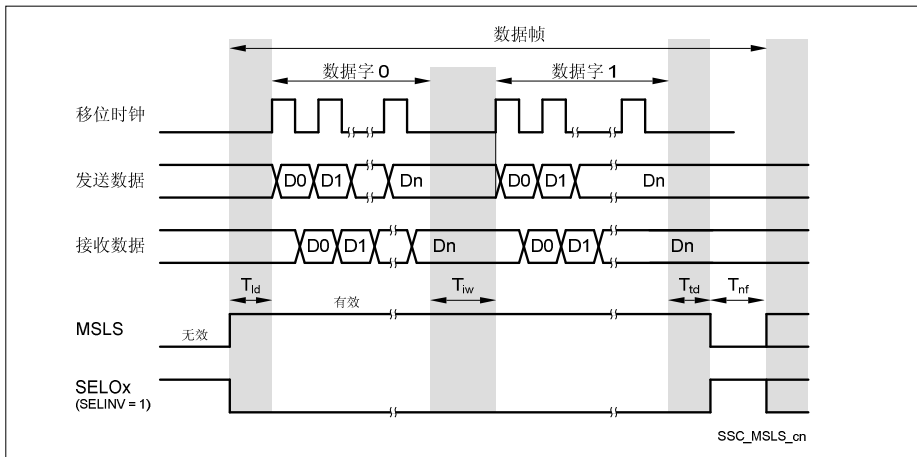 数据帧
数据字 0
数据字 1
移位时钟
发送数据
D0 D1 Dn D0 D1 Dn
接收数据
D0 D1 Dn D0 D1 Dn
Tld Tiw Ttd Tnf
有效
MSLS
无效
SELOx
(SELINV = 1)
SSC_MSLS_cn